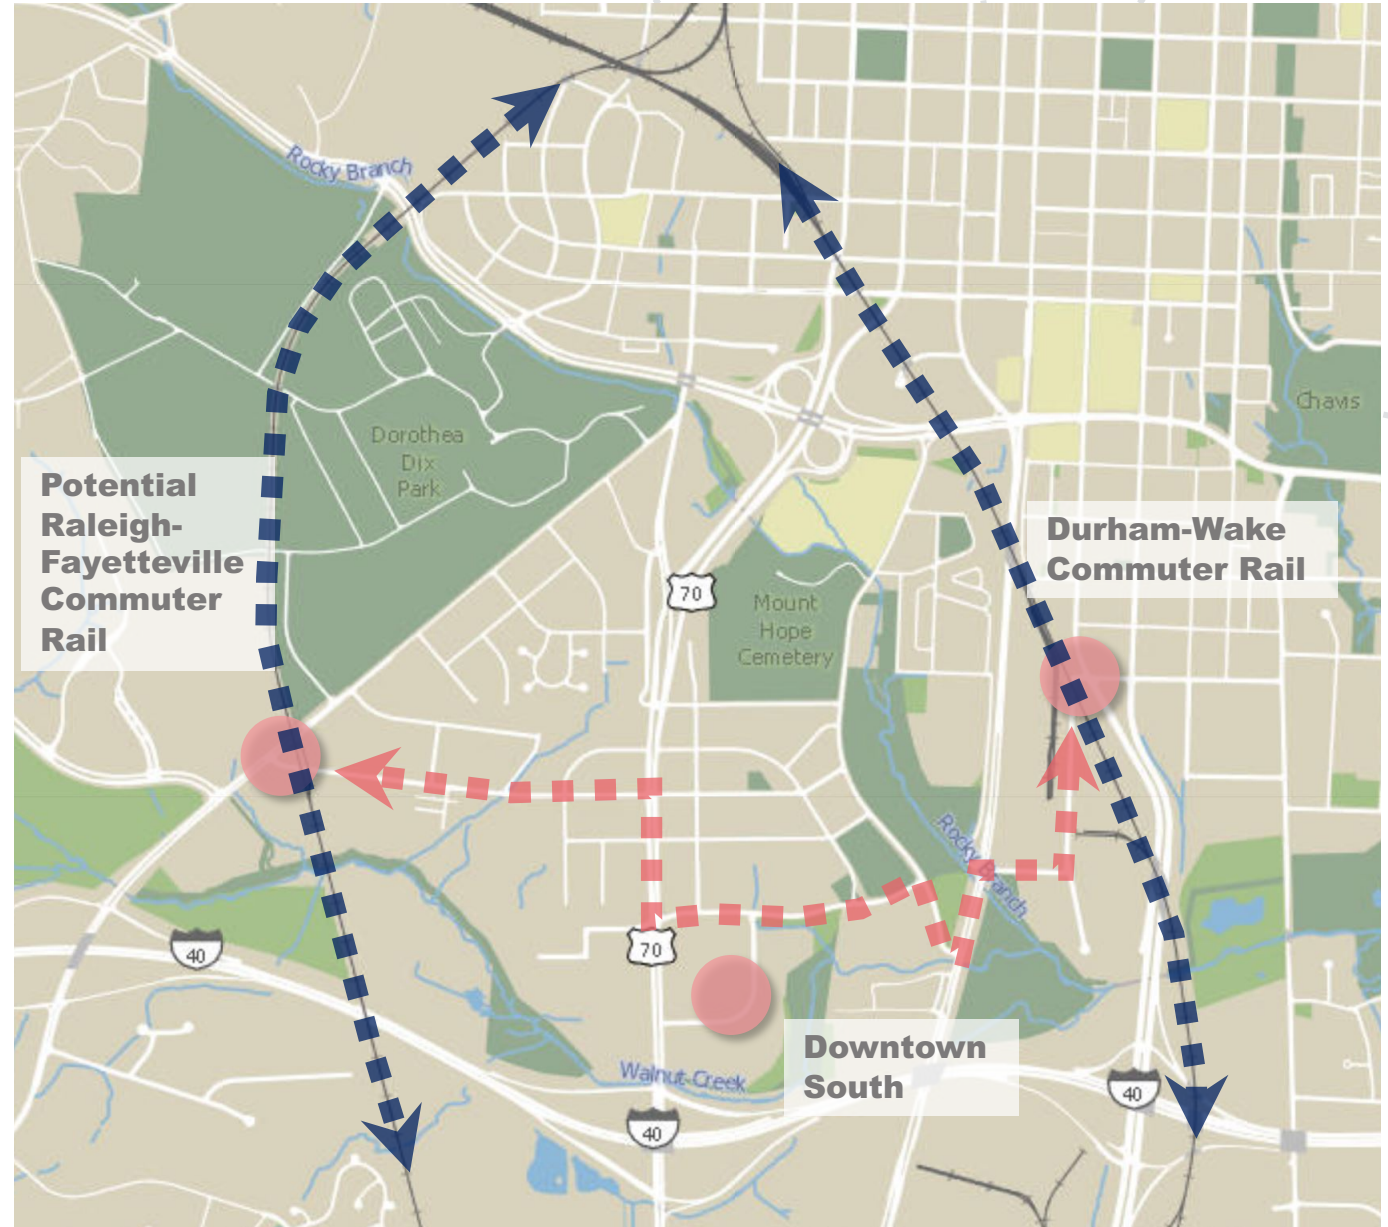 Rocky Branch
Chavis
Dorothea
Dix
Park
Potential
Raleigh-
Fayetteville
Commuter
Rail
Durham-Wake
Commuter Rail
70
Mount
Hope
Cemetery
Rocky Branch
70
40
Downtown
South
Walnut Creek
40
40